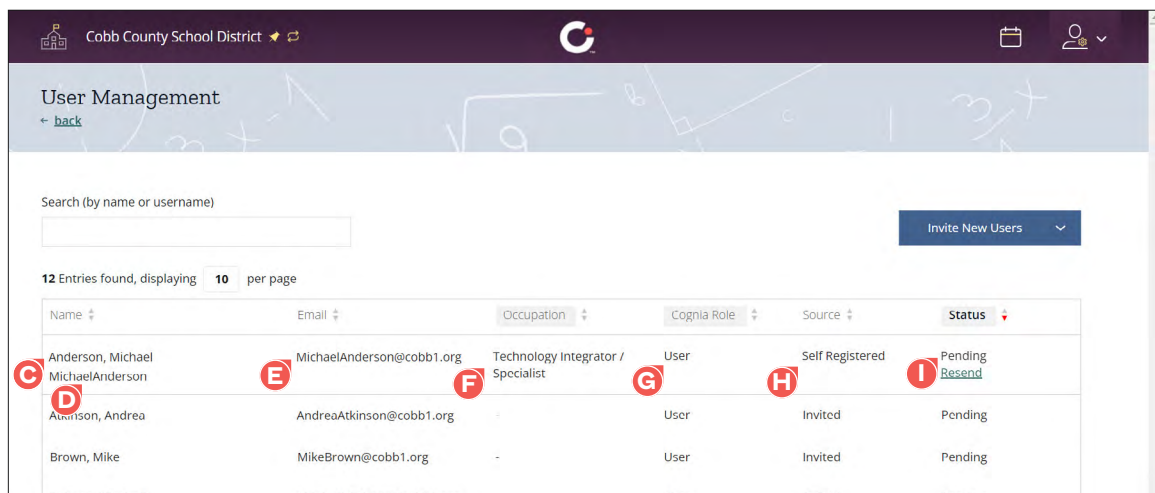 Cobb County School District
User Management
← back
Search (by name or username)
Invite New Users
12 Entries found, displaying 10 per page
Name Email Occupation Cognia Role Source Status
Anderson, Michael MichaelAnderson@cobb1.org Technology Integrator / User Self Registered Pending
C MichaelAnderson E F Specialist G H I Resend
D
Atkinson, Andrea AndreaAtkinson@cobb1.org - User Invited Pending
Brown, Mike MikeBrown@cobb1.org - User Invited Pending